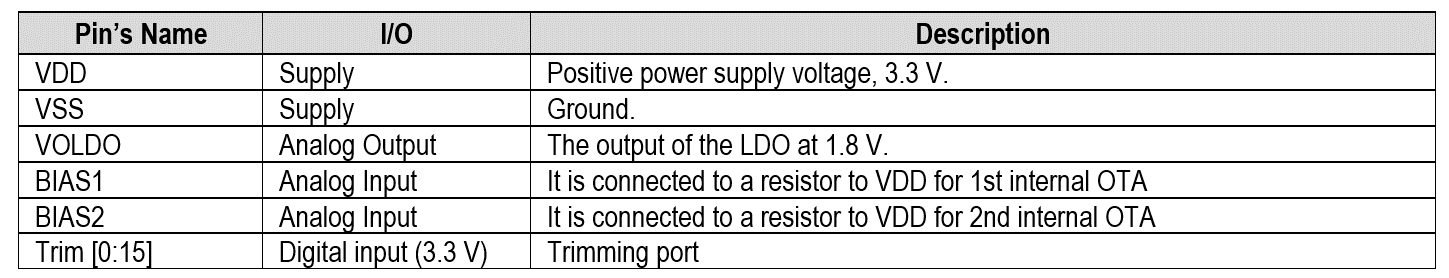 Pin's Name I/O Description
VDD Supply Positive power supply voltage, 3.3 V.
VSS Supply Ground.
VOLDO Analog Output The output of the LDO at 1.8 V.
BIAS1 Analog Input It is connected to a resistor to VDD for 1st internal OTA
BIAS2 Analog Input It is connected to a resistor to VDD for 2nd internal OTA
Trim [0:15] Digital input (3.3 V) Trimming port